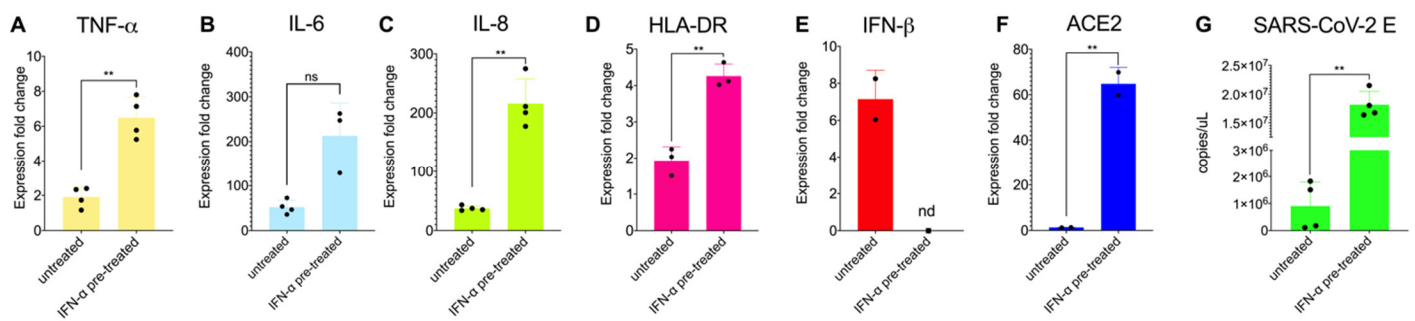 A TNF-α
Expression fold change
10
8
6
4
2
0
**
untreated
IFN-α pre-treated
B IL-6
Expression fold change
400
300
200
100
0
ns
untreated
IFN-α pre-treated
C IL-8
Expression fold change
300
200
100
0
**
untreated
IFN-α pre-treated
D HLA-DR
Expression fold change
5
4
3
2
1
0
**
untreated
IFN-α pre-treated
E IFN-β
Expression fold change
10
8
6
4
2
0
nd
untreated
IFN-α pre-treated
F ACE2
Expression fold change
80
60
40
20
0
**
untreated
IFN-α pre-treated
G SARS-CoV-2 E
copies/uL
2.5×10⁷
2.0×10⁷
1.5×10⁷
3×10⁶
2×10⁶
1×10⁶
0
**
untreated
IFN-α pre-treated